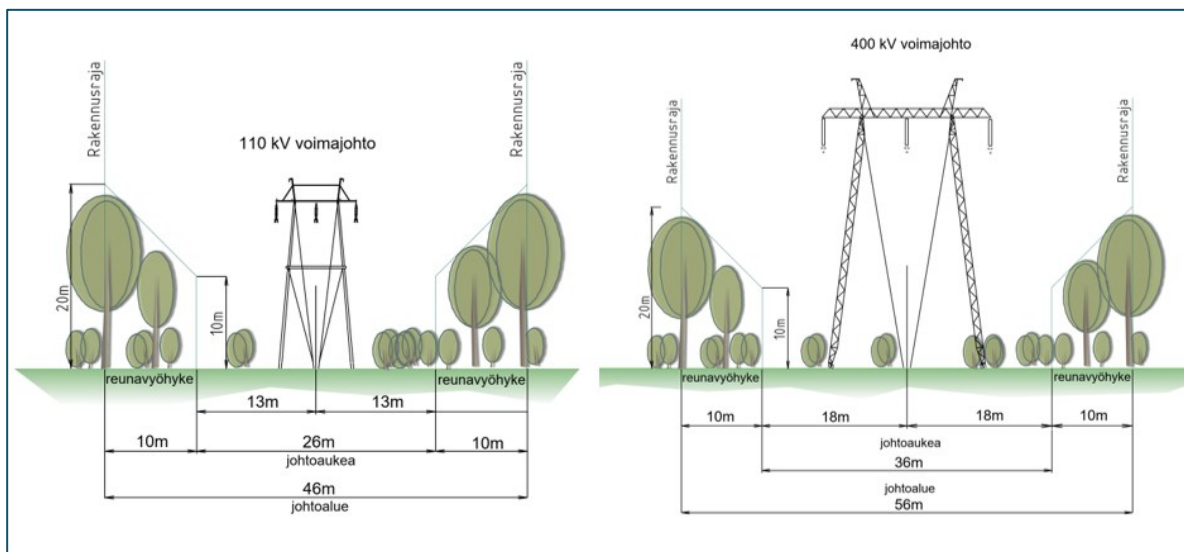 110 kV voimajohto
Rakennusraja
Rakennusraja
20m
10m
reunavyöhyke
reunavyöhyke
13m
13m
10m
26m
10m
johtoaukea
46m
johtoalue
400 kV voimajohto
Rakennusraja
Rakennusraja
20m
10m
reunavyöhyke
reunavyöhyke
10m
18m
18m
10m
johtoaukea
36m
johtoalue
56m